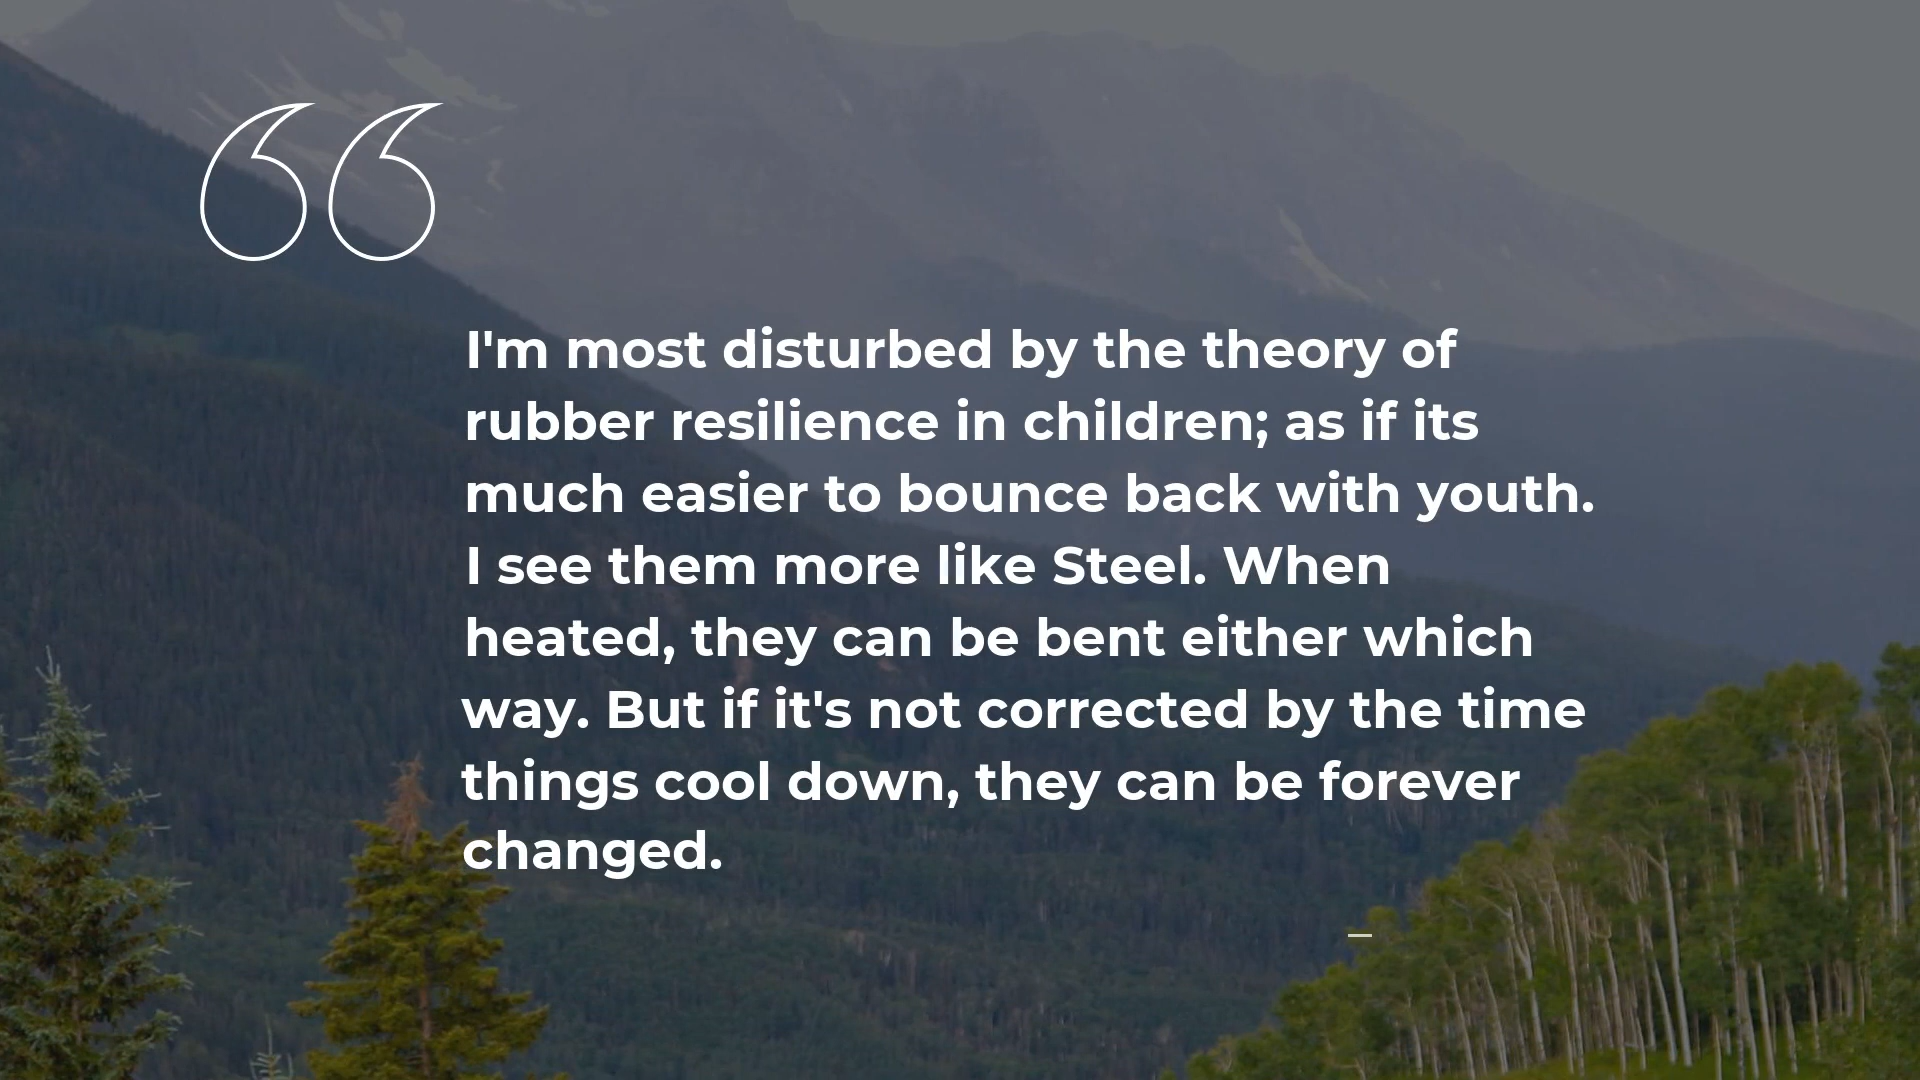 “
I'm most disturbed by the theory of
rubber resilience in children; as if its
much easier to bounce back with youth.
I see them more like Steel. When
heated, they can be bent either which
way. But if it's not corrected by the time
things cool down, they can be forever
changed.
—